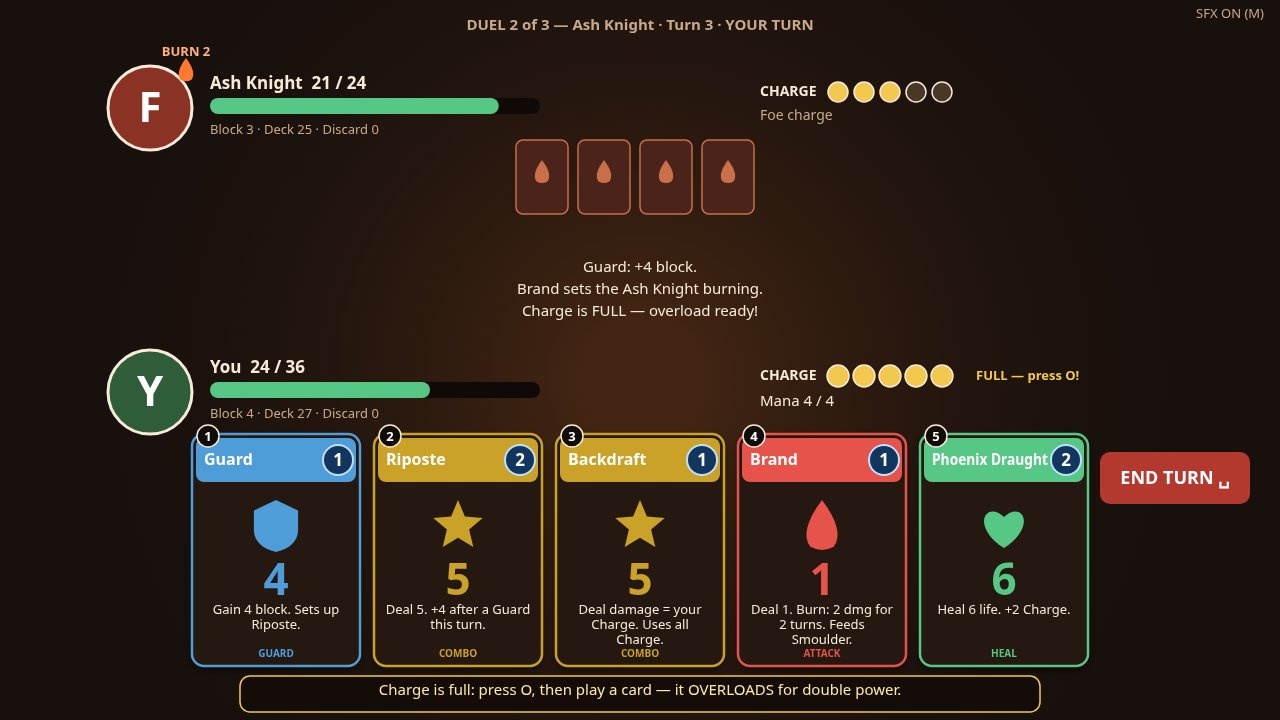 SFX ON (M)
DUEL 2 of 3 — Ash Knight · Turn 3 · YOUR TURN
BURN 2
F
Ash Knight 21 / 24
Block 3 · Deck 25 · Discard 0
CHARGE
Foe charge
Guard: +4 block.
Brand sets the Ash Knight burning.
Charge is FULL — overload ready!
Y
You 24 / 36
Block 4 · Deck 27 · Discard 0
CHARGE
FULL — press O!
Mana 4 / 4
1
Guard
1
4
Gain 4 block. Sets up
Riposte.
GUARD
2
Riposte
2
5
Deal 5. +4 after a Guard
this turn.
COMBO
3
Backdraft
1
5
Deal damage = your
Charge. Uses all
Charge.
COMBO
4
Brand
1
1
Deal 1. Burn: 2 dmg for
2 turns. Feeds
Smoulder.
ATTACK
5
Phoenix Draught
2
6
Heal 6 life. +2 Charge.
HEAL
END TURN ␣
Charge is full: press O, then play a card — it OVERLOADS for double power.